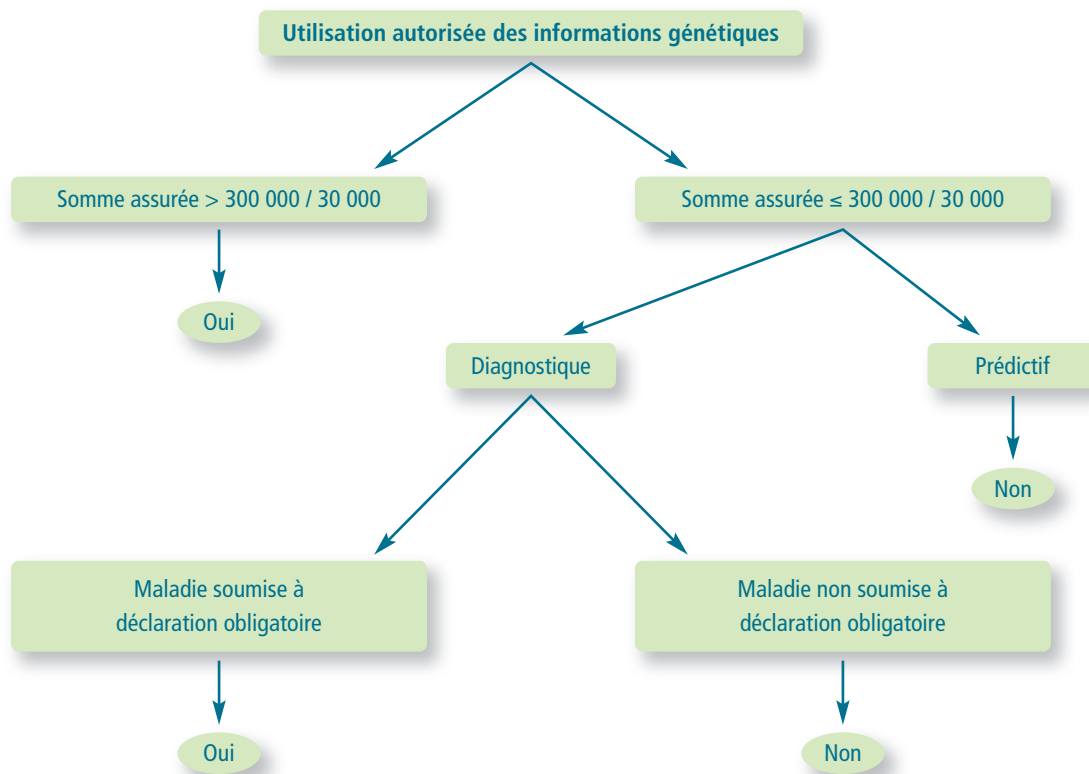 Utilisation autorisée des informations génétiques
Somme assurée > 300 000 / 30 000
Somme assurée ≤ 300 000 / 30 000
Oui
Diagnostique
Prédictif
Non
Maladie soumise à
déclaration obligatoire
Maladie non soumise à
déclaration obligatoire
Oui
Non